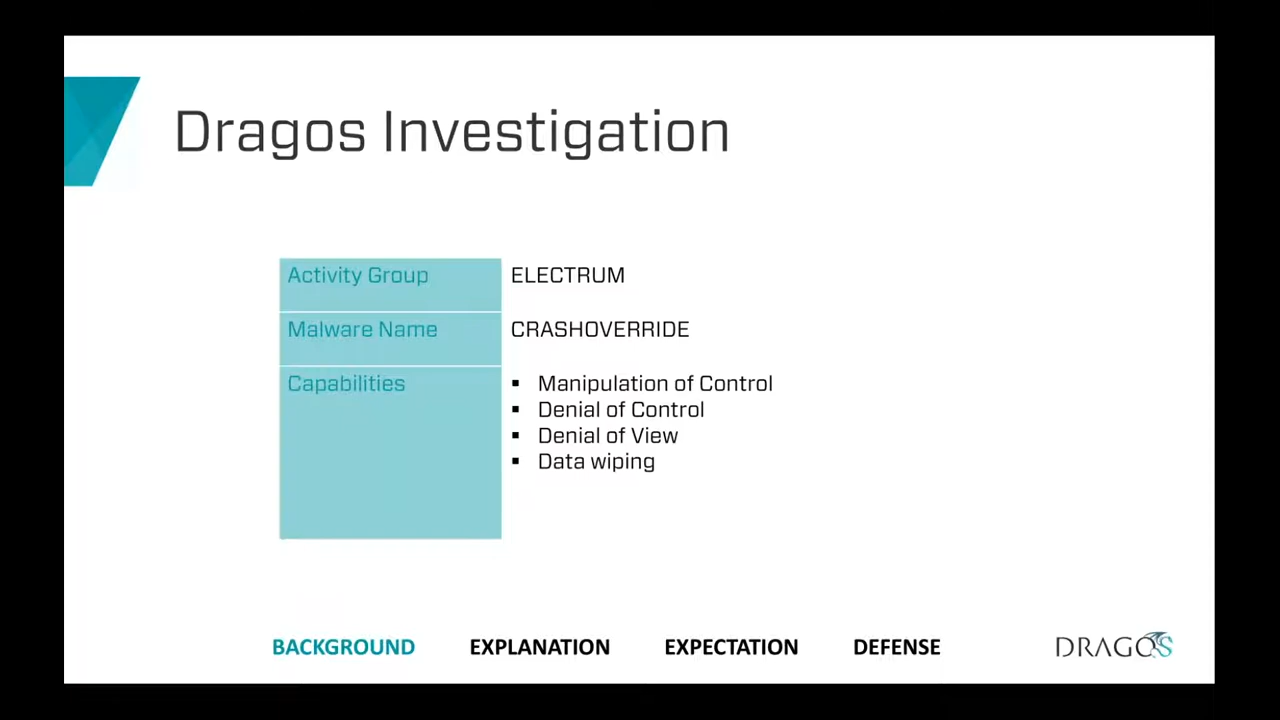 Dragos Investigation
Activity Group ELECTRUM
Malware Name CRASHOVERRIDE
Capabilities ▪ Manipulation of Control
▪ Denial of Control
▪ Denial of View
▪ Data wiping
BACKGROUND EXPLANATION EXPECTATION DEFENSE DRAGOS